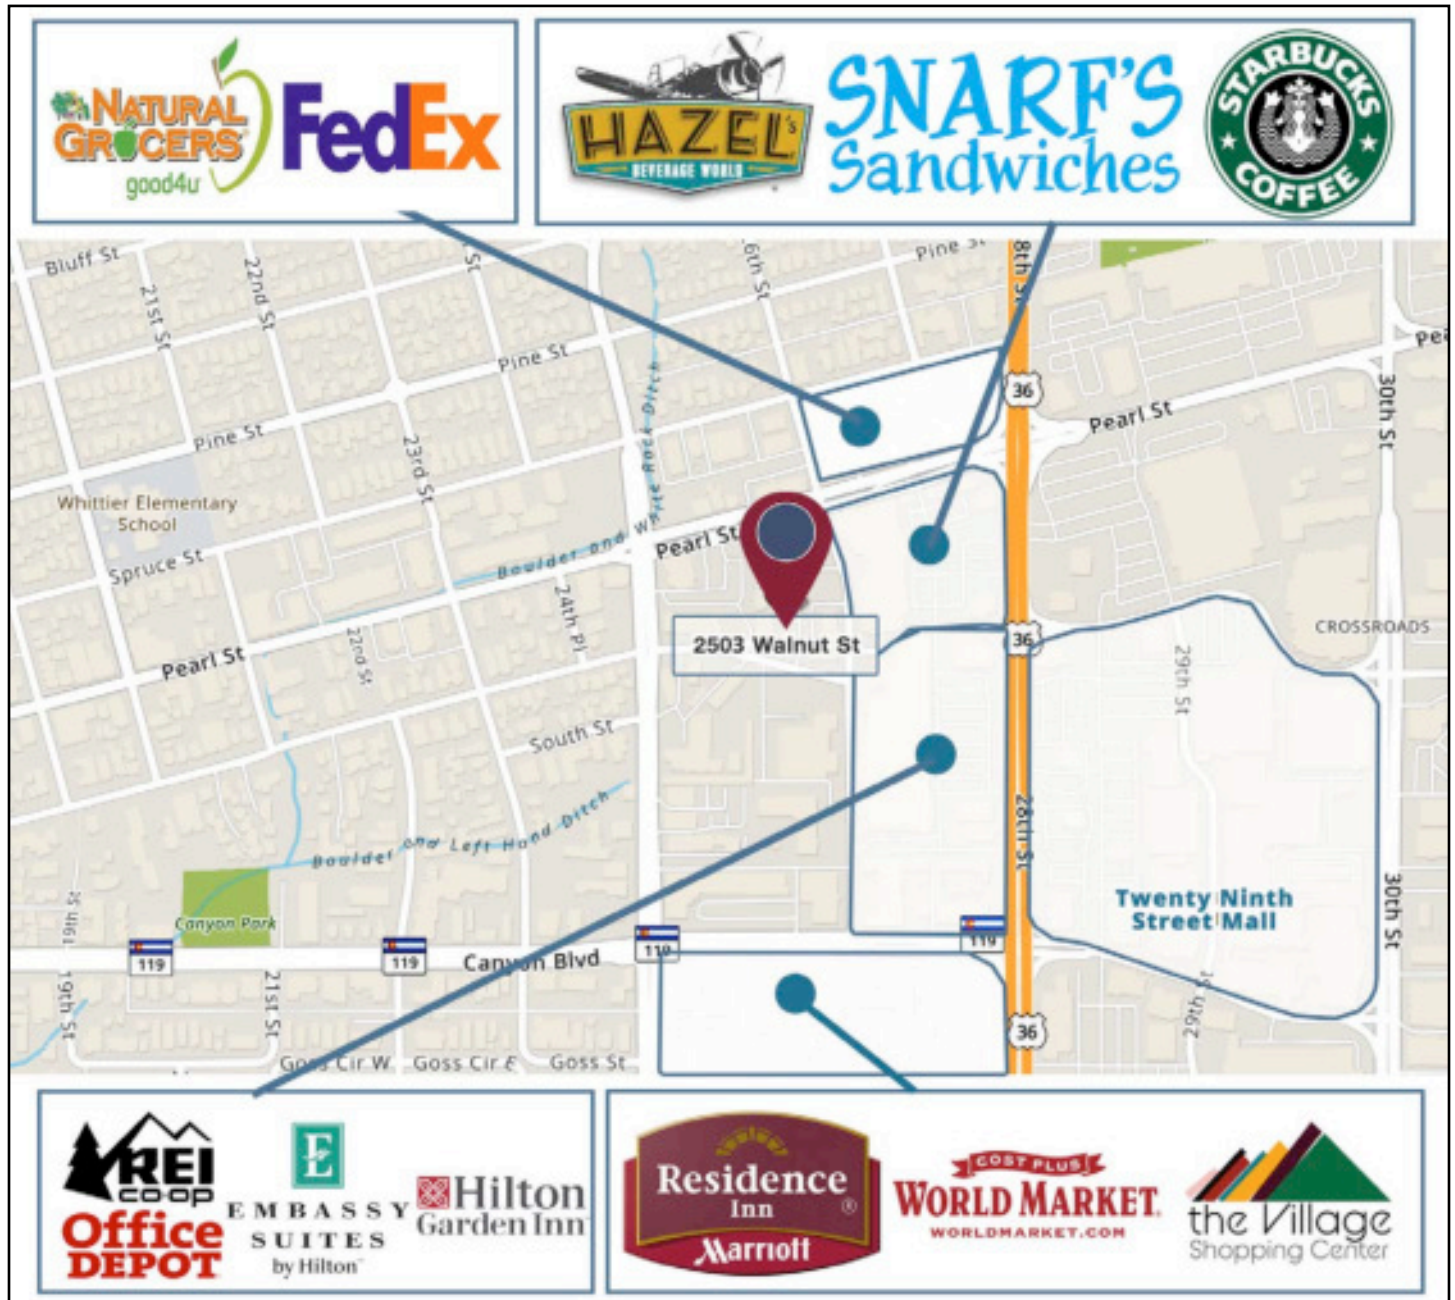 NATURAL
GROCERS
good4u
FedEx
HAZEL'S
BEVERAGE WORLD
SNARF'S
Sandwiches
STARBUCKS
COFFEE
Bluff St
21st St
22nd St
St
6th St
Pine St
8th St
Pine St
36
Pearl St
30th St
Pine St
23rd St
Boulder and White Rock Ditch
Whittier Elementary
School
Spruce St
Pearl St
24th Pl
22nd St
Pearl St
2503 Walnut St
36
CROSSROADS
29th St
South St
28th St
Boulder and Left Hand Ditch
Twenty Ninth
Street Mall
30th St
19th St
Canyon Park
119
119
119
119
Canyon Blvd
19th St
21st St
29th St
36
Goss Cir W
Goss Cir E
Goss St
REI
co-op
Office
DEPOT
E
EMBASSY
SUITES
by Hilton
Hilton
Garden Inn
Residence
Inn
®
Marriott
COST PLUS
WORLD MARKET
WORLDMARKET.COM
the Village
Shopping Center